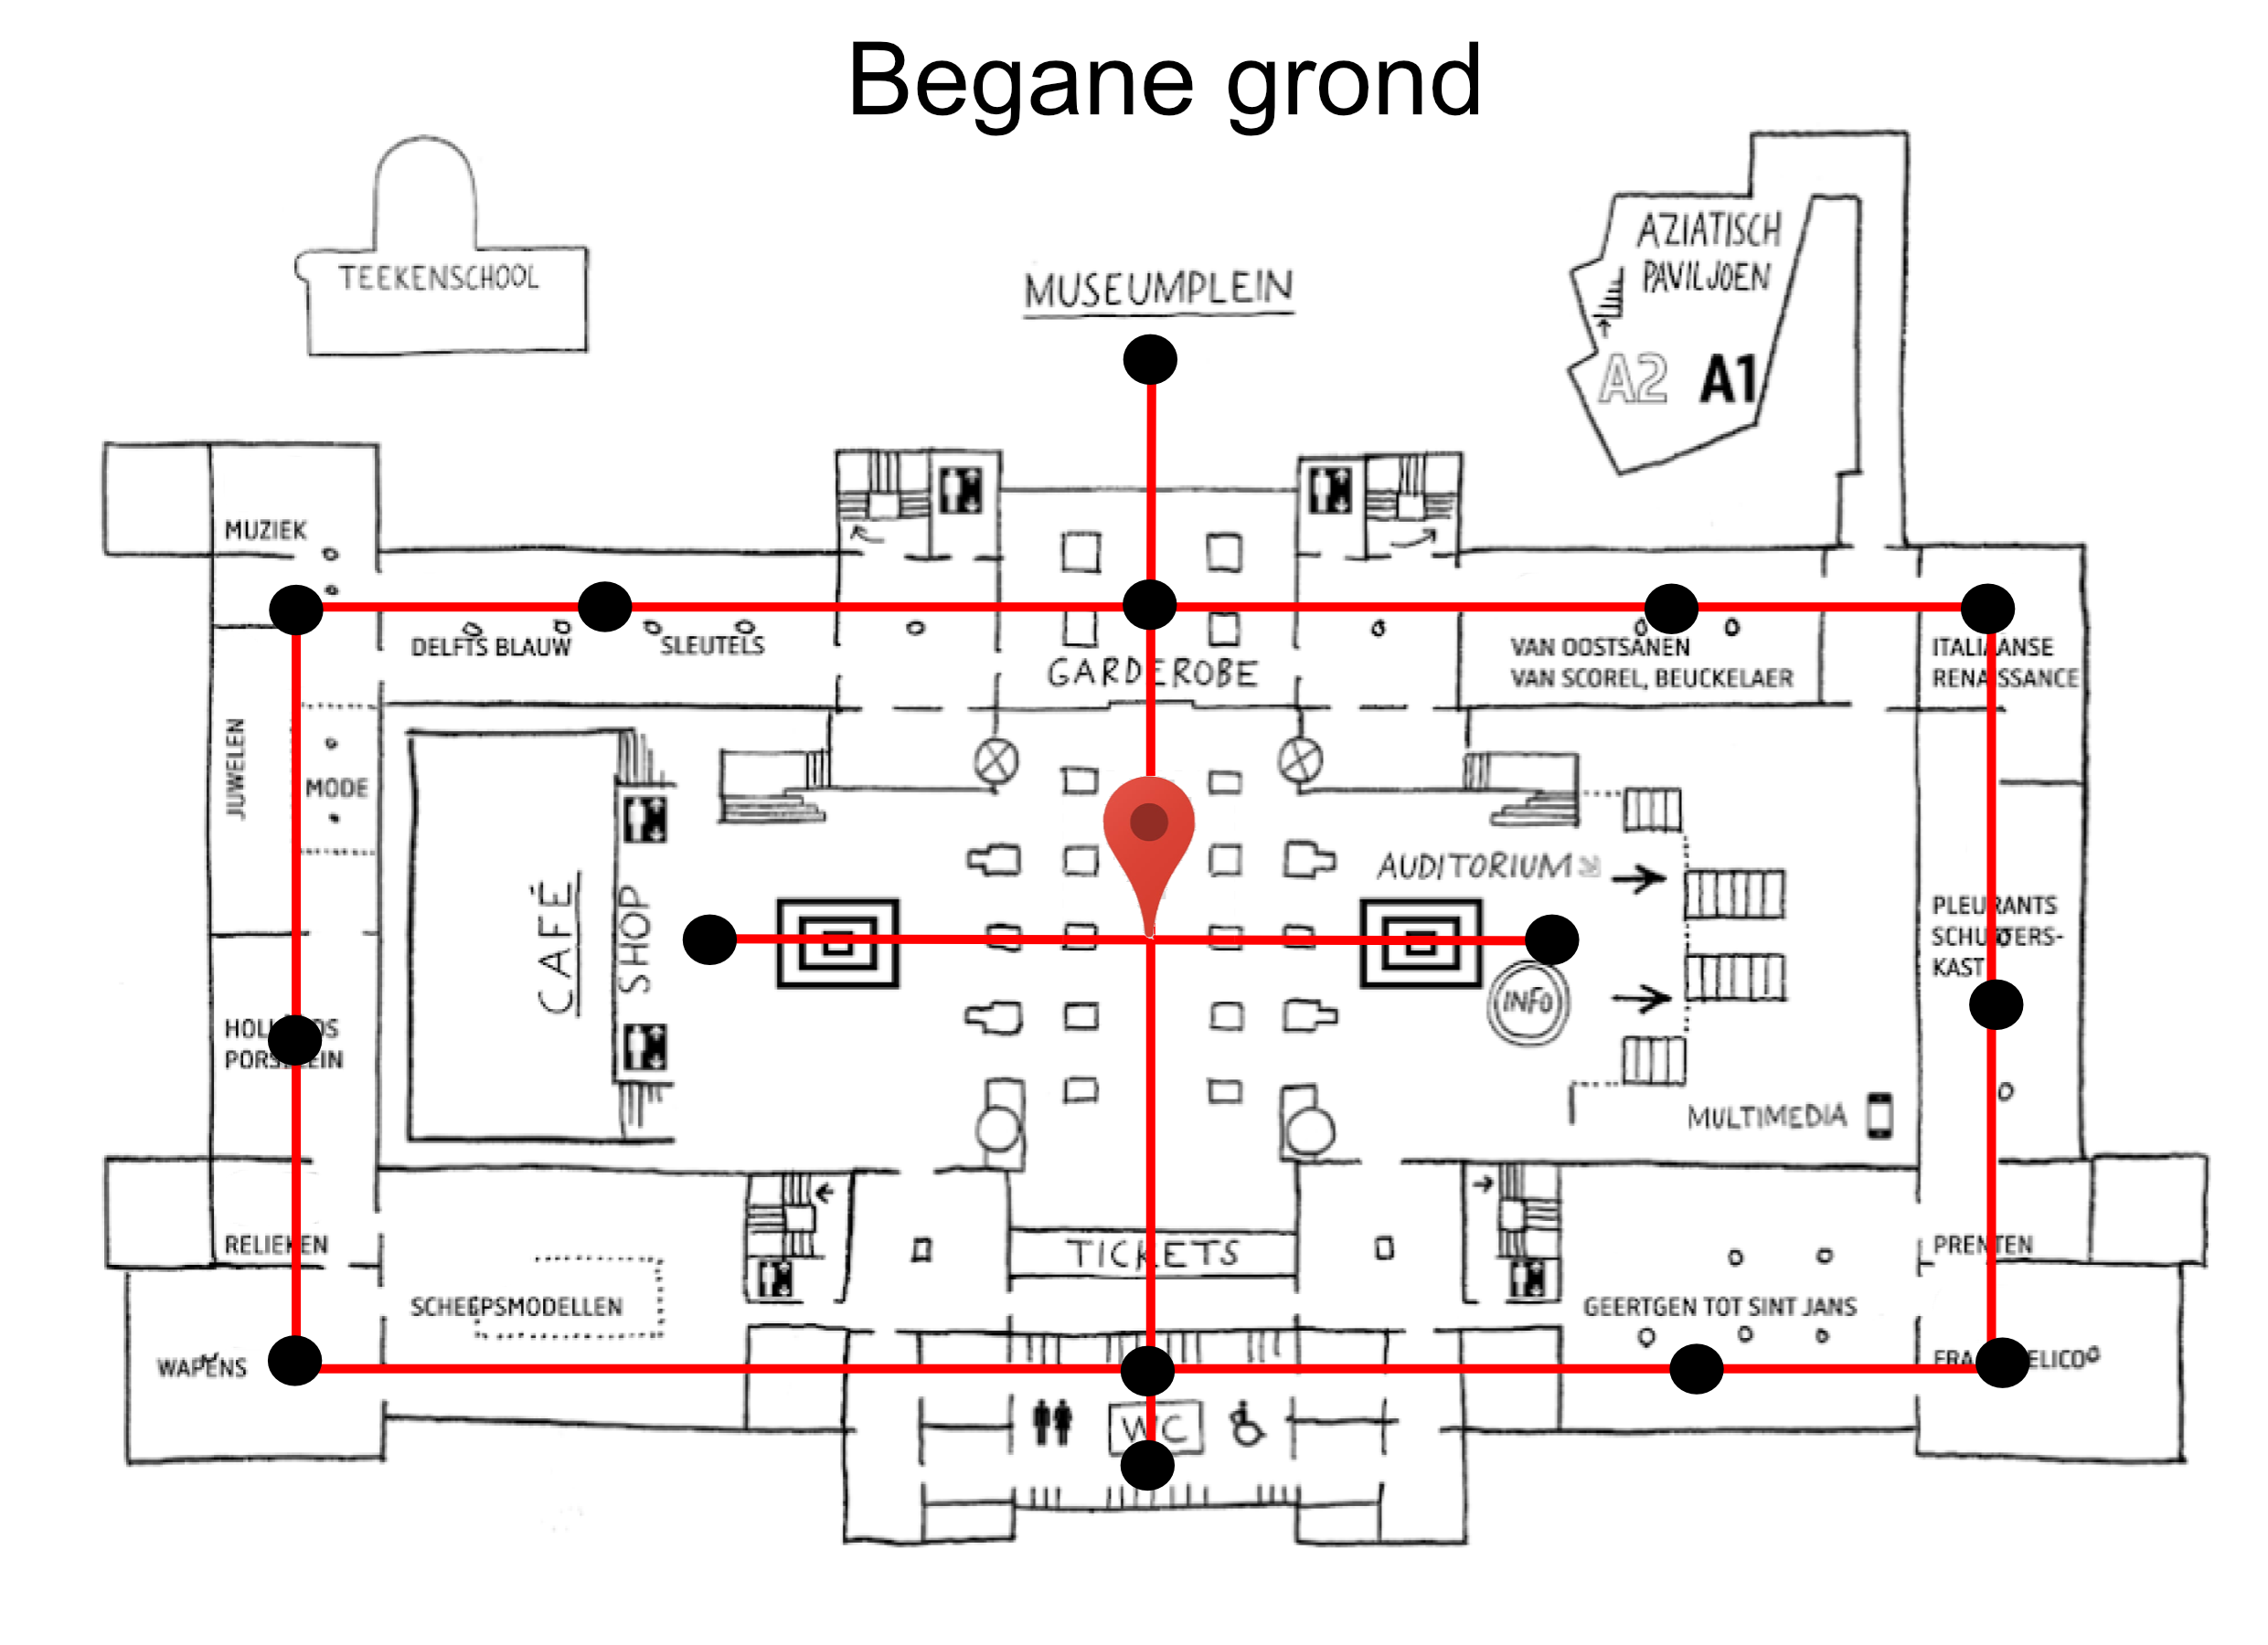 Begane grond
TEEKENSCHOOL
MUSEUMPLEIN
AZIATISCH
PAVILJOEN
A2 A1
MUZIEK
DELFTS BLAUW
SLEUTELS
GARDEROBE
VAN OOSTSANEN
VAN SCOREL, BEUCKELAER
ITALIAANSE
RENAISSANCE
JUWELEN
MODE
CAFÉ
SHOP
AUDITORIUM
INFO
PLEURANTS
SCHUTTERS-
KAST
HOLLANDS
PORSELEIN
MULTIMEDIA
RELIEKEN
TICKETS
PRENTEN
SCHEEPSMODELLEN
GEERTGEN TOT SINT JANS
WAPENS
FRA ANGELICO
WC